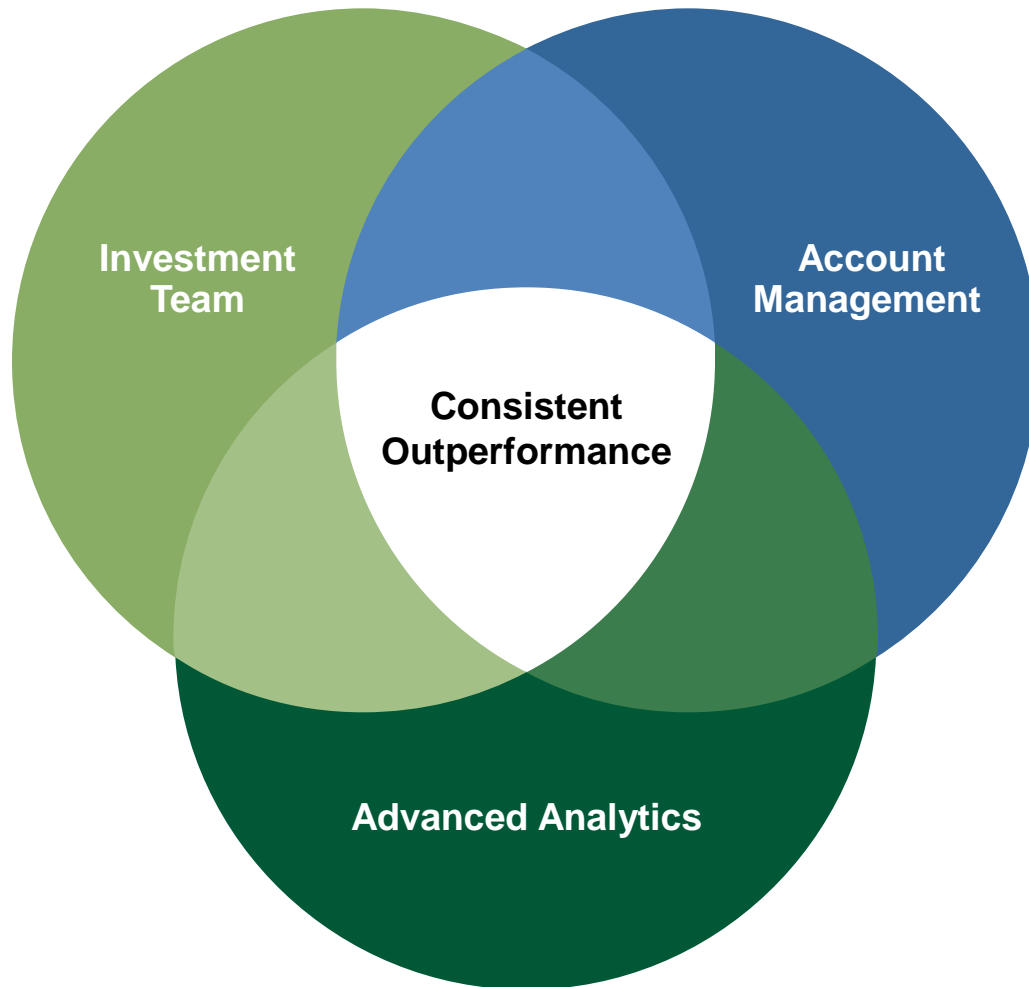 Investment
Team
Account
Management
Consistent
Outperformance
Advanced Analytics